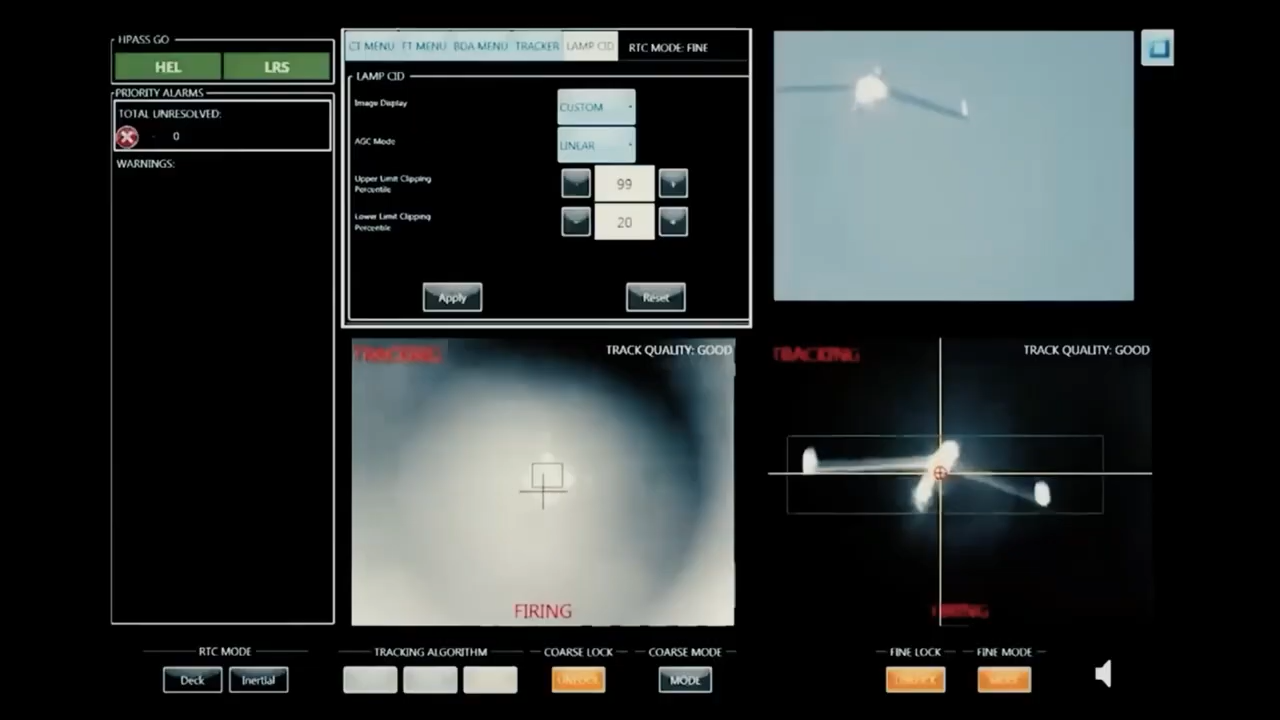 HPASS GO
HEL
LRS
PRIORITY ALARMS
TOTAL UNRESOLVED:
0
WARNINGS:
CT MENU
FT MENU
BDA MENU
TRACKER
LAMP CID
RTC MODE: FINE
LAMP CID
Image Display
CUSTOM
AGC Mode
LINEAR
Upper Limit Clipping
Percentile
99
Lower Limit Clipping
Percentile
20
Apply
Reset
TRACKING
TRACK QUALITY: GOOD
FIRING
TRACKING
TRACK QUALITY: GOOD
FIRING
RTC MODE
Deck
Inertial
TRACKING ALGORITHM
COARSE LOCK
UNLOCK
COARSE MODE
MODE
FINE LOCK
FINE MODE